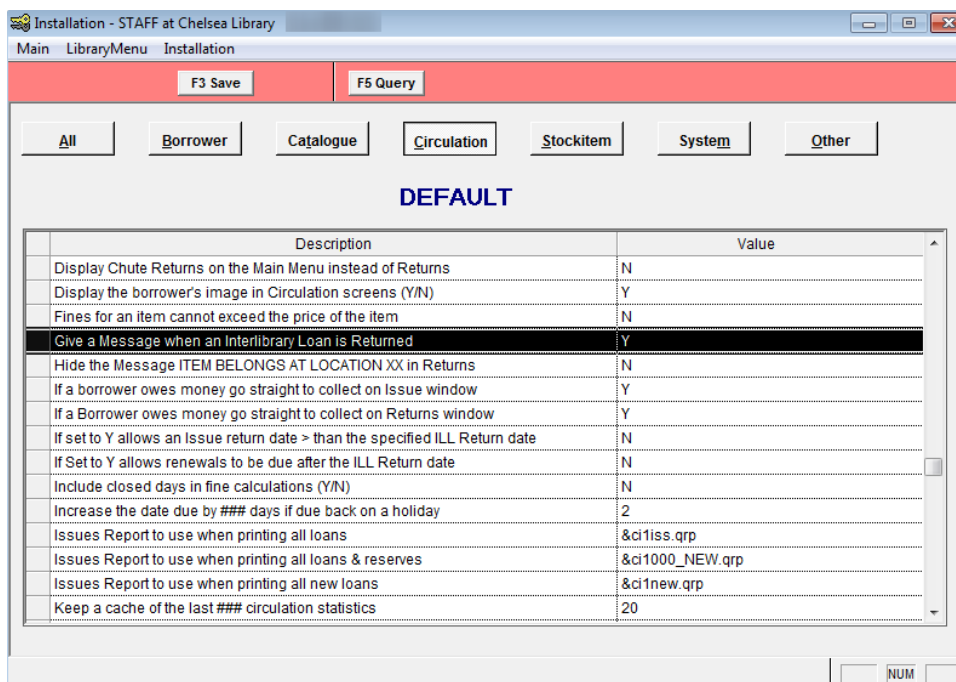 Installation - STAFF at Chelsea Library
Main LibraryMenu Installation
F3 Save F5 Query
All Borrower Catalogue Circulation Stockitem System Other
DEFAULT
Description Value
Display Chute Returns on the Main Menu instead of Returns N
Display the borrower's image in Circulation screens (Y/N) Y
Fines for an item cannot exceed the price of the item N
Give a Message when an Interlibrary Loan is Returned Y
Hide the Message ITEM BELONGS AT LOCATION XX in Returns N
If a borrower owes money go straight to collect on Issue window Y
If a Borrower owes money go straight to collect on Returns window Y
If set to Y allows an Issue return date > than the specified ILL Return date N
If Set to Y allows renewals to be due after the ILL Return date N
Include closed days in fine calculations (Y/N) N
Increase the date due by ### days if due back on a holiday 2
Issues Report to use when printing all loans &ci1iss.qrp
Issues Report to use when printing all loans & reserves &ci1000_NEW.qrp
Issues Report to use when printing all new loans &ci1new.qrp
Keep a cache of the last ### circulation statistics 20
NUM